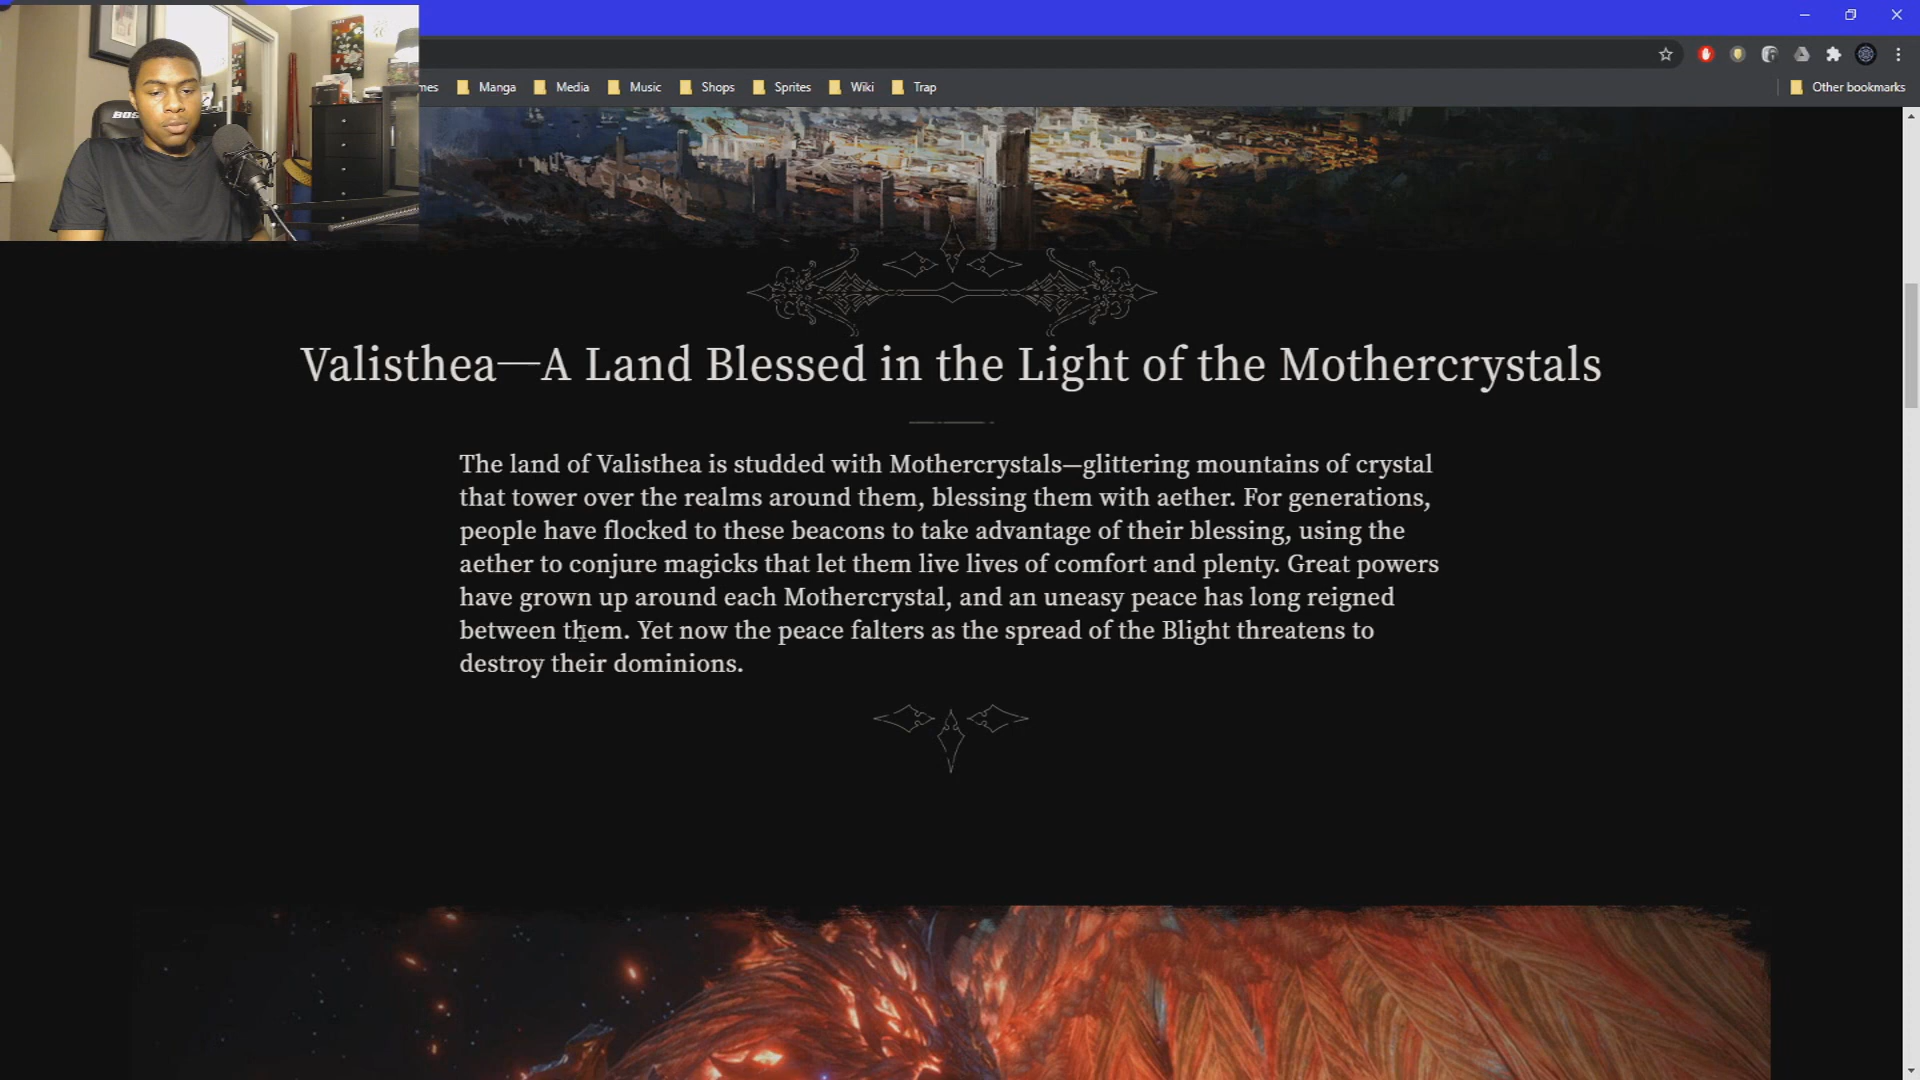 BOS
mes
Manga
Media
Music
Shops
Sprites
Wiki
Trap
Other bookmarks
Valisthea—A Land Blessed in the Light of the Mothercrystals
The land of Valisthea is studded with Mothercrystals—glittering mountains of crystal
that tower over the realms around them, blessing them with aether. For generations,
people have flocked to these beacons to take advantage of their blessing, using the
aether to conjure magicks that let them live lives of comfort and plenty. Great powers
have grown up around each Mothercrystal, and an uneasy peace has long reigned
between them. Yet now the peace falters as the spread of the Blight threatens to
destroy their dominions.